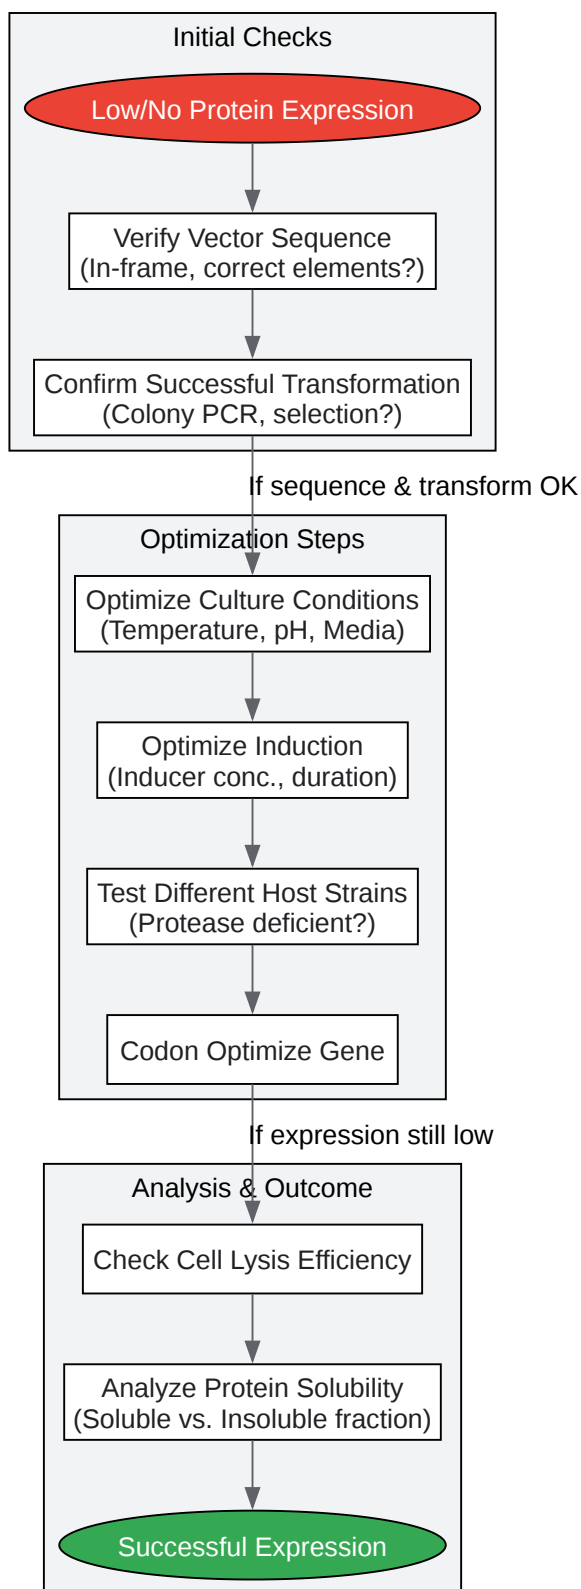 Initial Checks
Low/No Protein Expression
Verify Vector Sequence
(In-frame, correct elements?)
Confirm Successful Transformation
(Colony PCR, selection?)
If sequence & transform OK
Optimization Steps
Optimize Culture Conditions
(Temperature, pH, Media)
Optimize Induction
(Inducer conc., duration)
Test Different Host Strains
(Protease deficient?)
Codon Optimize Gene
If expression still low
Analysis & Outcome
Check Cell Lysis Efficiency
Analyze Protein Solubility
(Soluble vs. Insoluble fraction)
Successful Expression